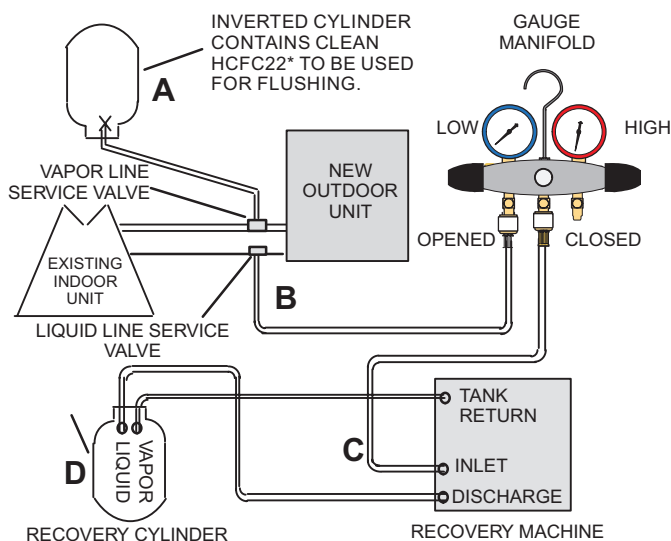 INVERTED CYLINDER
CONTAINS CLEAN
HCFC22* TO BE USED
FOR FLUSHING.
A
GAUGE
MANIFOLD
LOW
HIGH
VAPOR LINE
SERVICE VALVE
NEW
OUTDOOR
UNIT
EXISTING
INDOOR
UNIT
OPENED
CLOSED
B
LIQUID LINE SERVICE
VALVE
TANK
RETURN
C
INLET
DISCHARGE
D
LIQUID
VAPOR
RECOVERY CYLINDER
RECOVERY MACHINE